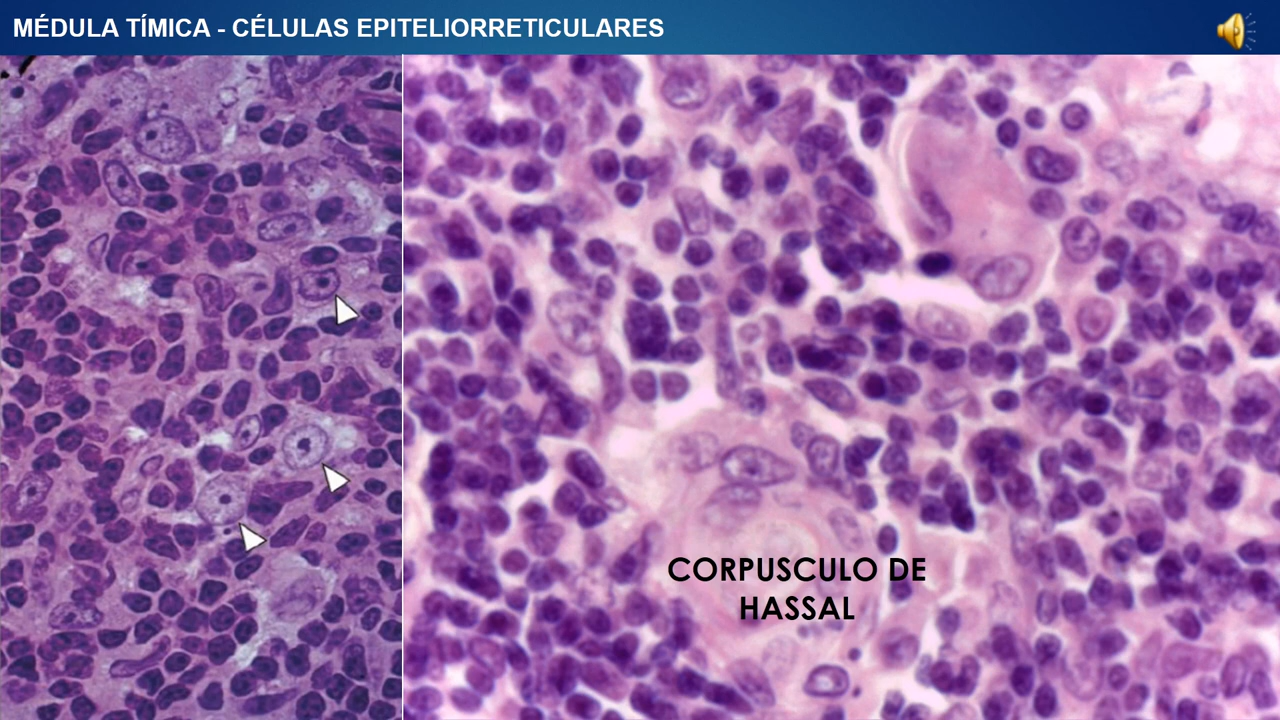 MÉDULA TÍMICA - CÉLULAS EPITELIORRETICULARES
CORPUSCULO DE
HASSAL